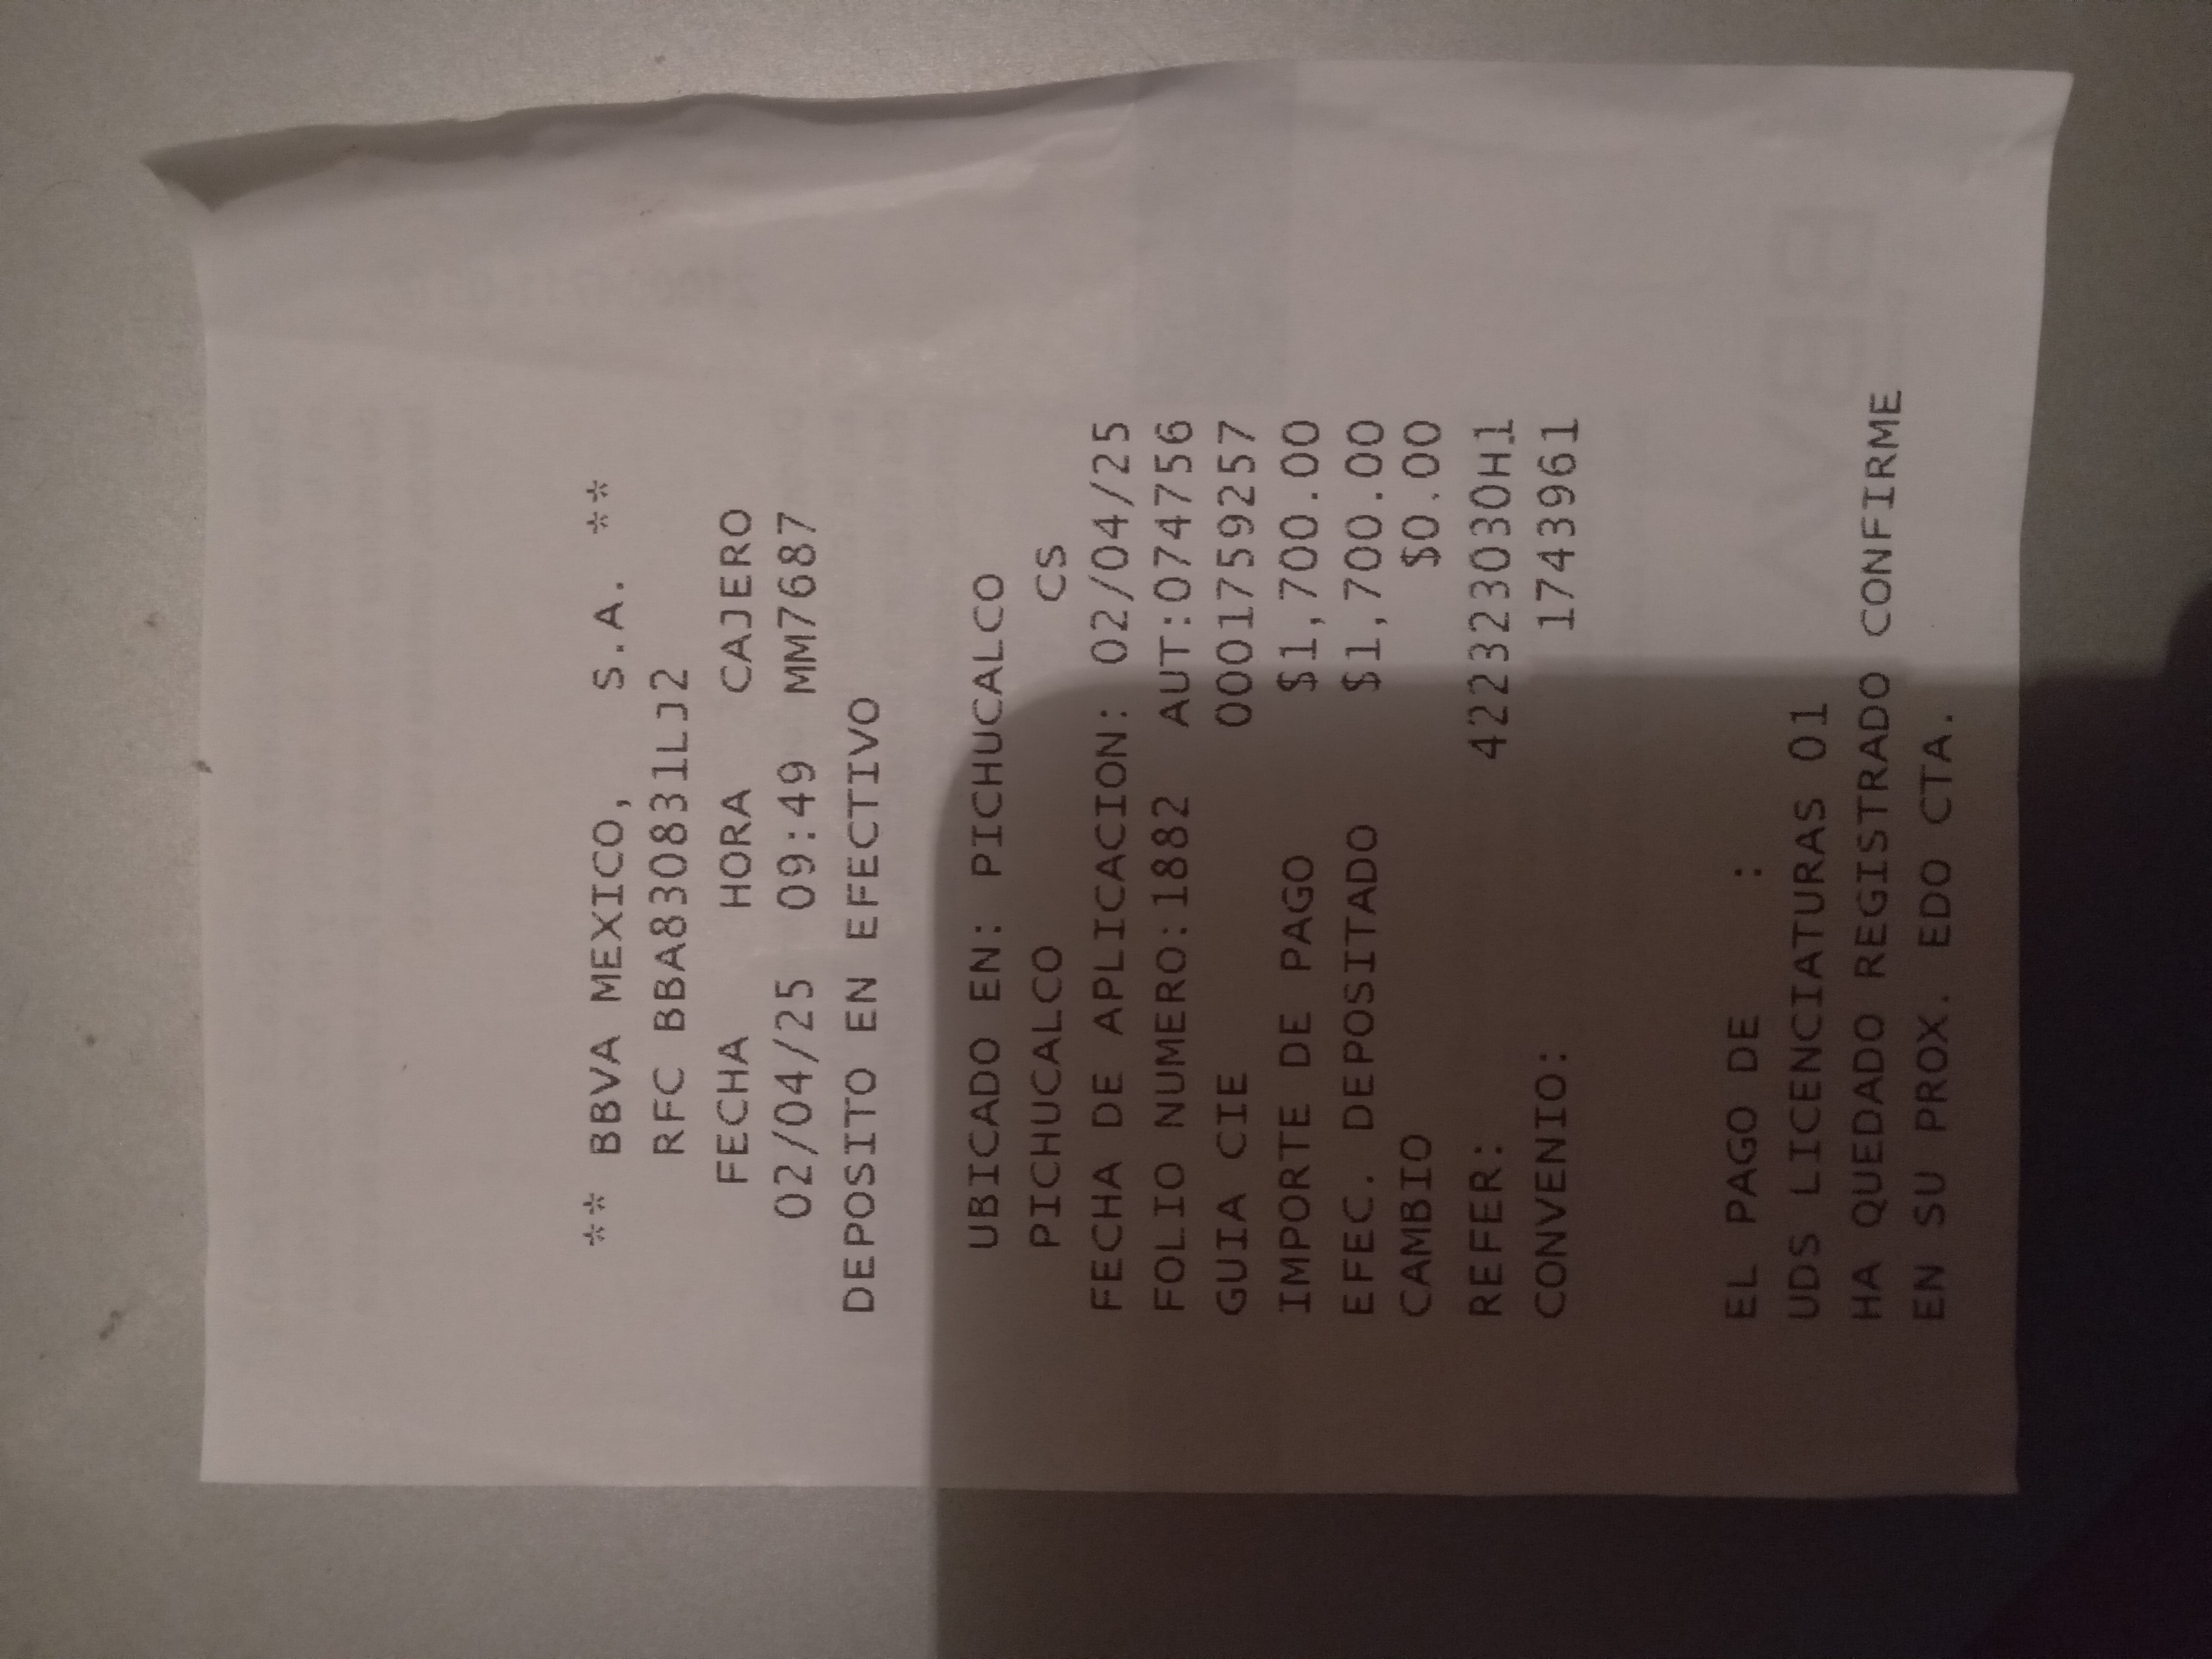 ** BBVA MEXICO, S.A. **
RFC BBA830831LJ2
FECHA HORA CAJERO
02/04/25 09:49 MM7687
DEPOSITO EN EFECTIVO
UBICADO EN: PICHUCALCO
PICHUCALCO CS
FECHA DE APLICACION: 02/04/25
FOLIO NUMERO:1882 AUT:074756
GUIA CIE 0001759257
IMPORTE DE PAGO $1,700.00
EFEC. DEPOSITADO $1,700.00
CAMBIO $0.00
REFER: 422323030H1
CONVENIO: 1743961
EL PAGO DE :
UDS LICENCIATURAS 01
HA QUEDADO REGISTRADO CONFIRME
EN SU PROX. EDO CTA.